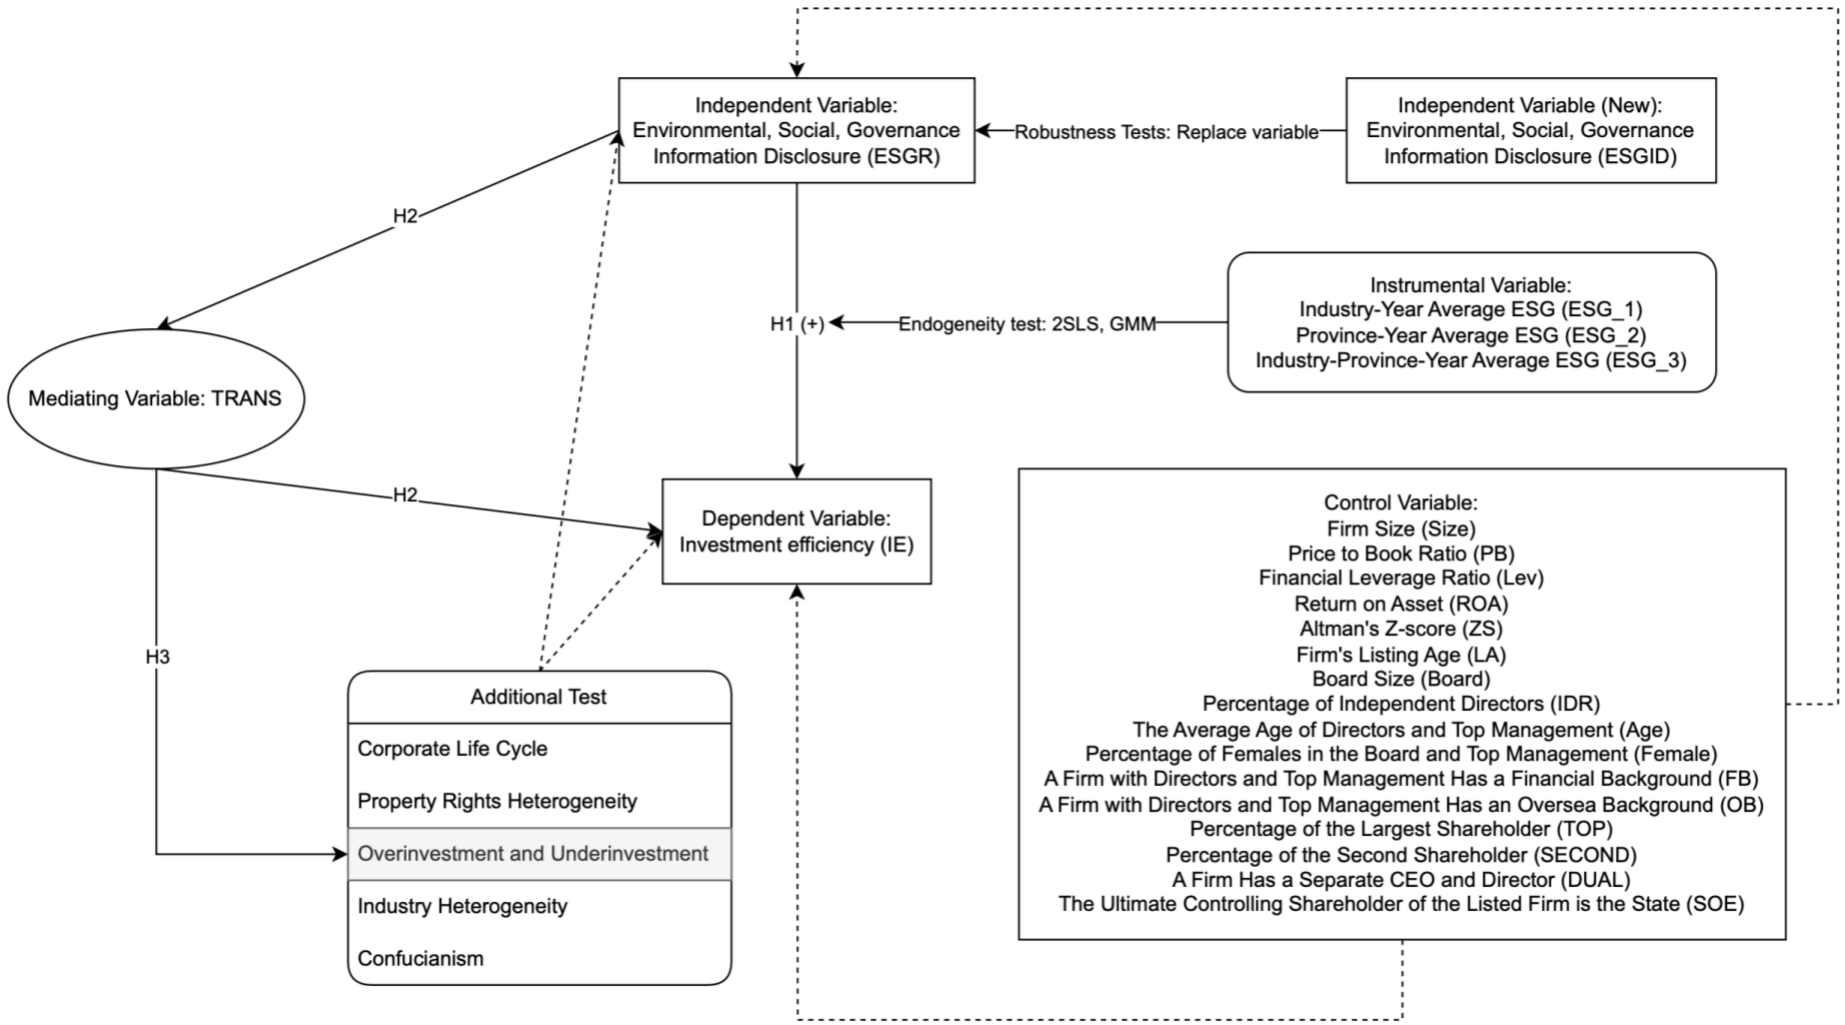 Independent Variable:
Environmental, Social, Governance
Information Disclosure (ESGR)
Robustness Tests: Replace variable
Independent Variable (New):
Environmental, Social, Governance
Information Disclosure (ESGID)
H2
H1 (+)
Endogeneity test: 2SLS, GMM
Instrumental Variable:
Industry-Year Average ESG (ESG_1)
Province-Year Average ESG (ESG_2)
Industry-Province-Year Average ESG (ESG_3)
Mediating Variable: TRANS
H2
Dependent Variable:
Investment efficiency (IE)
H3
Additional Test
Corporate Life Cycle
Property Rights Heterogeneity
Overinvestment and Underinvestment
Industry Heterogeneity
Confucianism
Control Variable:
Firm Size (Size)
Price to Book Ratio (PB)
Financial Leverage Ratio (Lev)
Return on Asset (ROA)
Altman's Z-score (ZS)
Firm's Listing Age (LA)
Board Size (Board)
Percentage of Independent Directors (IDR)
The Average Age of Directors and Top Management (Age)
Percentage of Females in the Board and Top Management (Female)
A Firm with Directors and Top Management Has a Financial Background (FB)
A Firm with Directors and Top Management Has an Oversea Background (OB)
Percentage of the Largest Shareholder (TOP)
Percentage of the Second Shareholder (SECOND)
A Firm Has a Separate CEO and Director (DUAL)
The Ultimate Controlling Shareholder of the Listed Firm is the State (SOE)